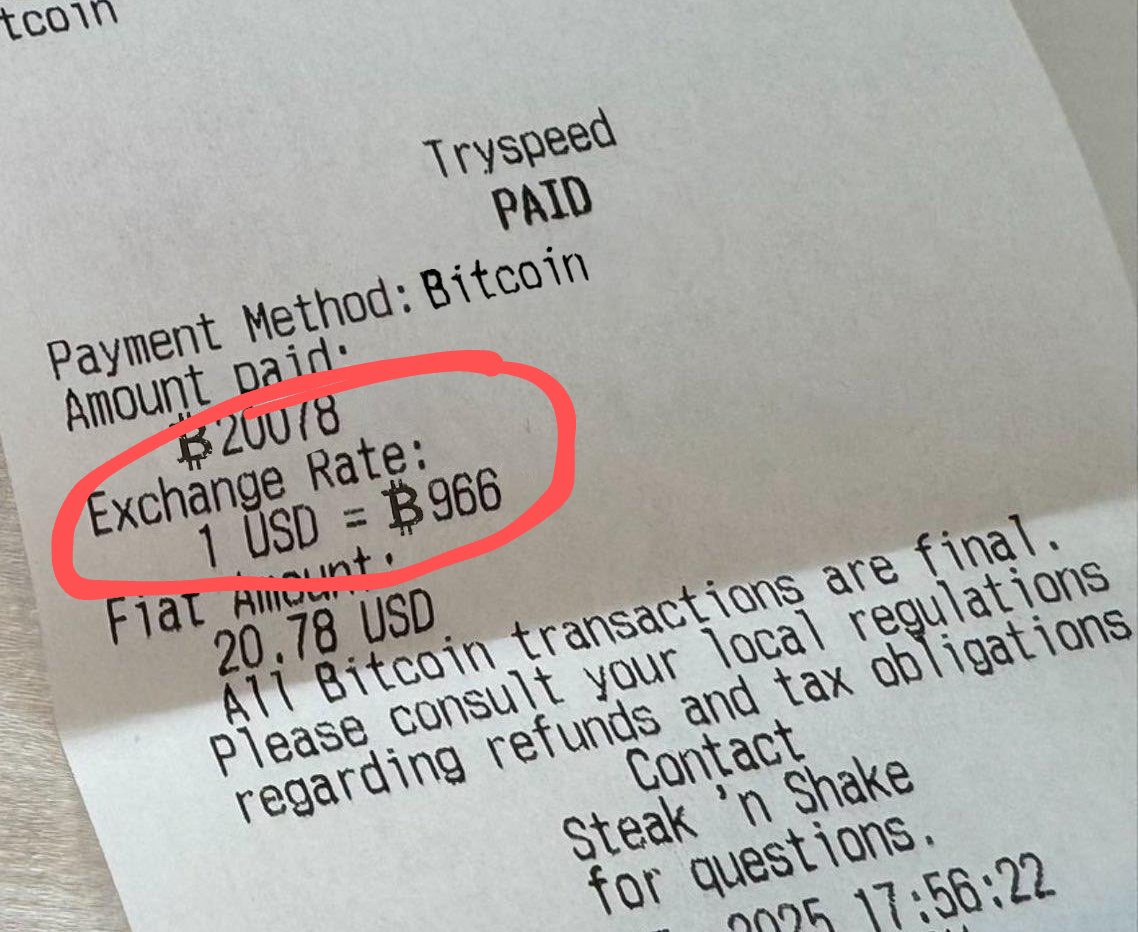 tcoin
Tryspeed
PAID
Payment Method: Bitcoin
Amount paid:
₿20078
Exchange Rate:
1 USD = ₿966
Fiat Amount:
20.78 USD
All Bitcoin transactions are final.
Please consult your local regulations
regarding refunds and tax obligations
Contact
Steak 'n Shake
for questions.
2025 17:56:22